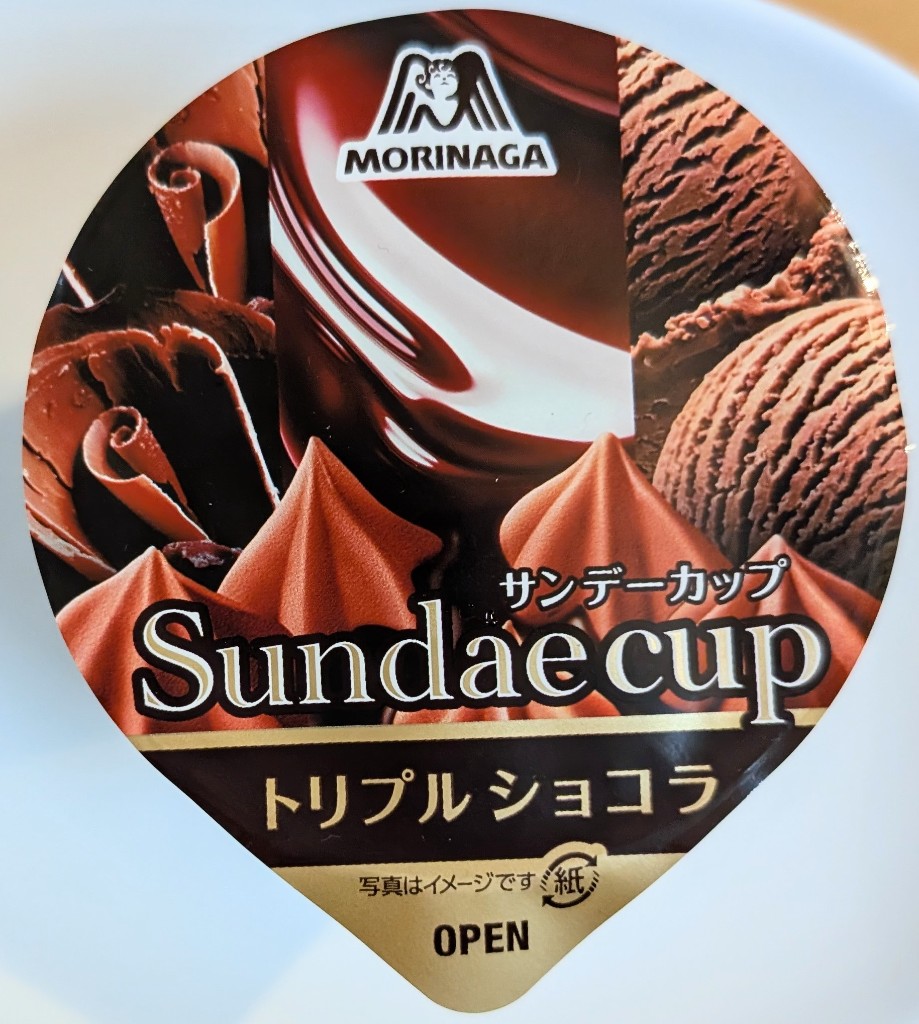 MORINAGA
サンデーカップ
Sundae cup
トリプルショコラ
写真はイメージです 紙
OPEN